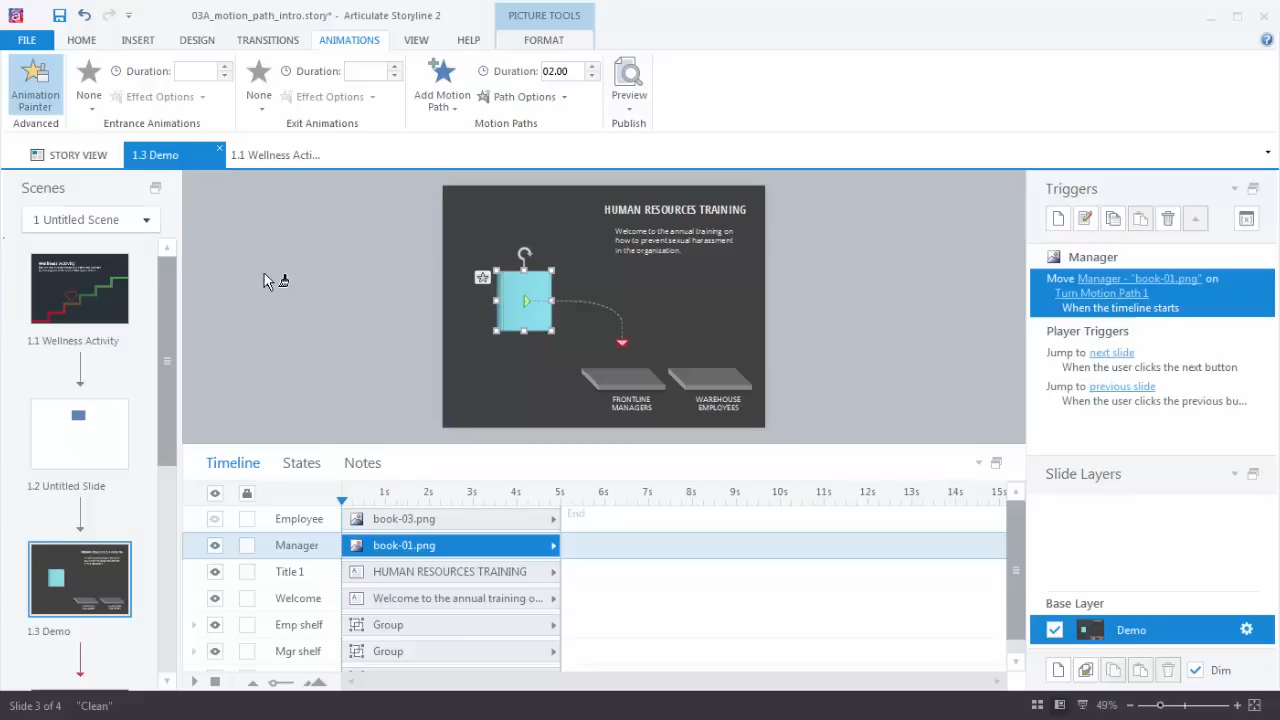 03A_motion_path_intro.story* - Articulate Storyline 2
PICTURE TOOLS
FILE
HOME
INSERT
DESIGN
TRANSITIONS
ANIMATIONS
VIEW
HELP
FORMAT
Animation
Painter
Advanced
None
Duration:
Effect Options
Entrance Animations
None
Duration:
Effect Options
Exit Animations
Add Motion
Path
Duration: 02.00
Path Options
Motion Paths
Preview
Publish
STORY VIEW
1.3 Demo
1.1 Wellness Acti...
Scenes
1 Untitled Scene
1.1 Wellness Activity
1.2 Untitled Slide
1.3 Demo
HUMAN RESOURCES TRAINING
Welcome to the annual training on
how to prevent sexual harassment
in the organization.
FRONTLINE
MANAGERS
WAREHOUSE
EMPLOYEES
Timeline
States
Notes
1s 2s 3s 4s 5s 6s 7s 8s 9s 10s 11s 12s 13s 14s 15s
End
Employee
book-03.png
Manager
book-01.png
Title 1
HUMAN RESOURCES TRAINING
Welcome
Welcome to the annual training o...
Emp shelf
Group
Mgr shelf
Group
Triggers
Manager
Move Manager - "book-01.png" on
Turn Motion Path 1
When the timeline starts
Player Triggers
Jump to next slide
When the user clicks the next button
Jump to previous slide
When the user clicks the previous bu...
Slide Layers
Base Layer
Demo
Dim
Slide 3 of 4
"Clean"
49%